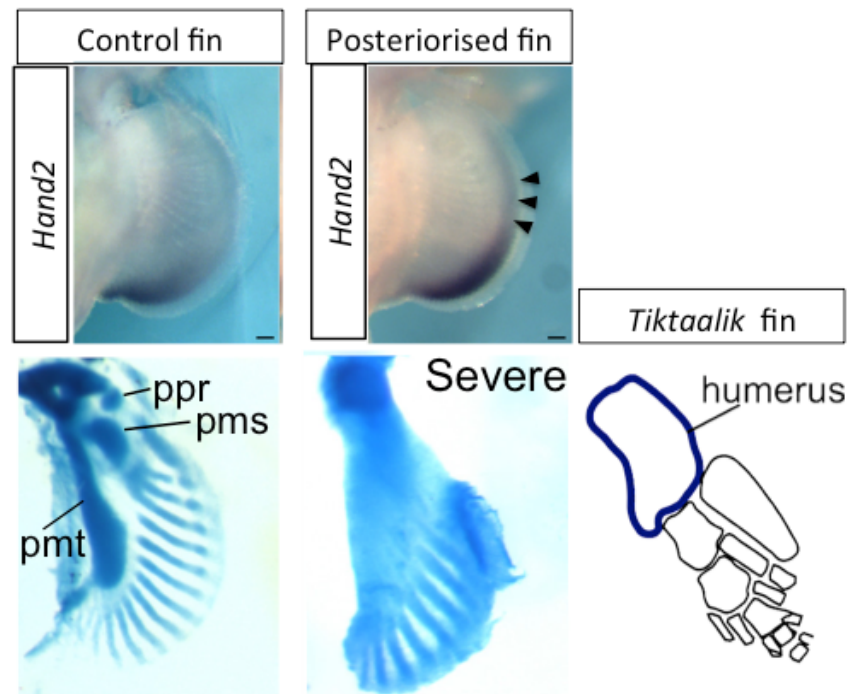 Control fin
Posteriorised fin
Hand2
Hand2
Tiktaalik fin
ppr
pms
pmt
Severe
humerus